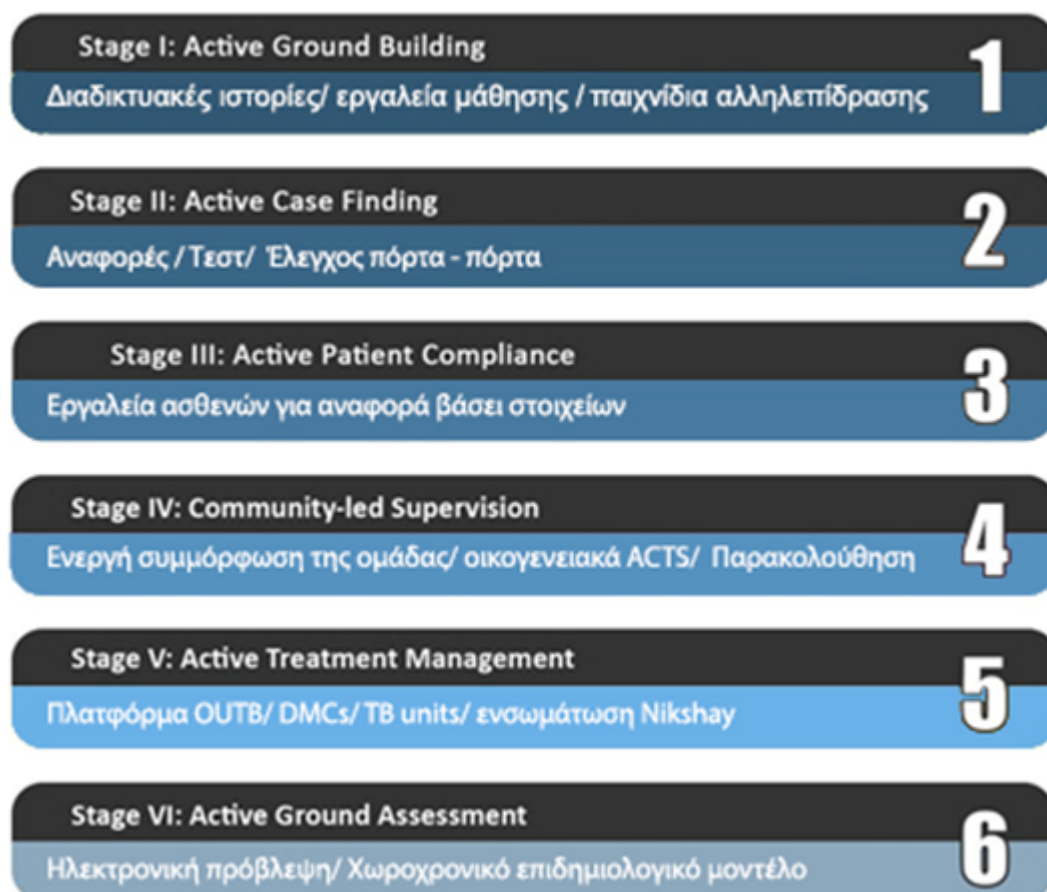 Stage I: Active Ground Building
1
Διαδικτυακές ιστορίες/ εργαλεία μάθησης / παιχνίδια αλληλεπίδρασης
Stage II: Active Case Finding
2
Αναφορές / Τεστ/ Έλεγχος πόρτα - πόρτα
Stage III: Active Patient Compliance
3
Εργαλεία ασθενών για αναφορά βάσει στοιχείων
Stage IV: Community-led Supervision
4
Ενεργή συμμόρφωση της ομάδας/ οικογενειακά ACTS/ Παρακολούθηση
Stage V: Active Treatment Management
5
Πλατφόρμα OUTB/ DMCs/ TB units/ ενσωμάτωση Nikshay
Stage VI: Active Ground Assessment
6
Ηλεκτρονική πρόβλεψη/ Χωροχρονικό επιδημιολογικό μοντέλο